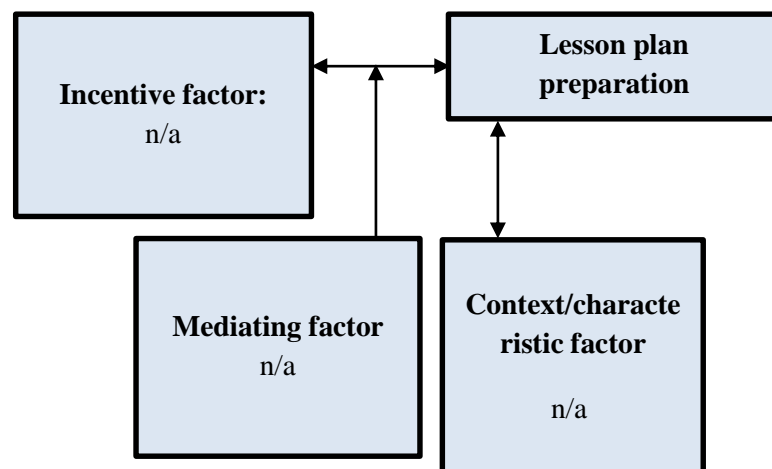 Incentive factor:
n/a
Lesson plan
preparation
Mediating factor
n/a
Context/characte
ristic factor
n/a